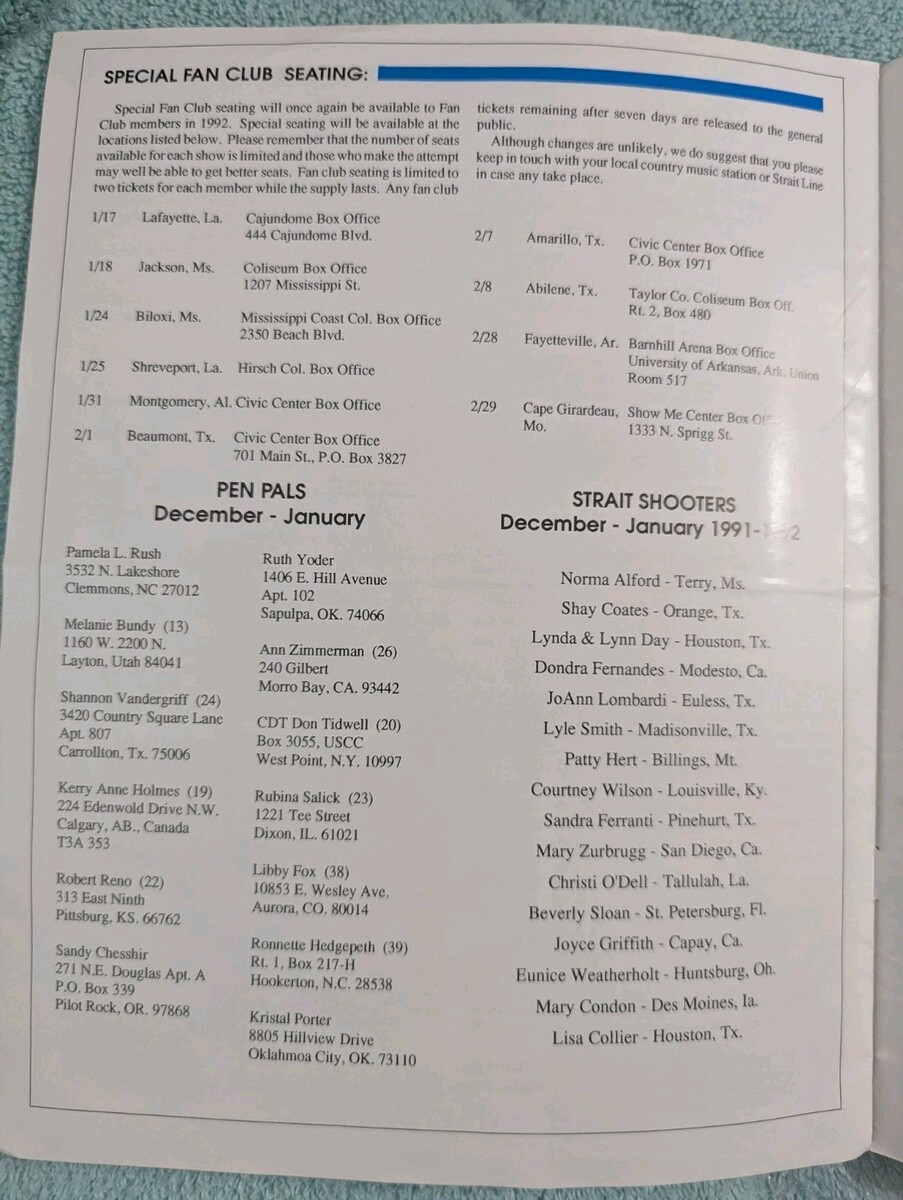 SPECIAL FAN CLUB SEATING:
Special Fan Club seating will once again be available to Fan
Club members in 1992. Special seating will be available at the
locations listed below. Please remember that the number of seats
available for each show is limited and those who make the attempt
may well be able to get better seats. Fan club seating is limited to
two tickets for each member while the supply lasts. Any fan club
tickets remaining after seven days are released to the general
public.
Although changes are unlikely, we do suggest that you please
keep in touch with your local country music station or Strait Line
in case any take place.
1/17 Lafayette, La. Cajundome Box Office
444 Cajundome Blvd.
1/18 Jackson, Ms. Coliseum Box Office
1207 Mississippi St.
1/24 Biloxi, Ms. Mississippi Coast Col. Box Office
2350 Beach Blvd.
1/25 Shreveport, La. Hirsch Col. Box Office
1/31 Montgomery, Al. Civic Center Box Office
2/1 Beaumont, Tx. Civic Center Box Office
701 Main St., P.O. Box 3827
2/7 Amarillo, Tx. Civic Center Box Office
P.O. Box 1971
2/8 Abilene, Tx. Taylor Co. Coliseum Box Off.
Rt. 2, Box 480
2/28 Fayetteville, Ar. Barnhill Arena Box Office
University of Arkansas, Ark. Union
Room 517
2/29 Cape Girardeau, Show Me Center Box
Mo. 1333 N. Sprigg St.
PEN PALS
December - January
Pamela L. Rush
3532 N. Lakeshore
Clemmons, NC 27012
Melanie Bundy (13)
1160 W. 2200 N.
Layton, Utah 84041
Shannon Vandergriff (24)
3420 Country Square Lane
Apt. 807
Carrollton, Tx. 75006
Kerry Anne Holmes (19)
224 Edenwold Drive N.W.
Calgary, AB., Canada
T3A 353
Robert Reno (22)
313 East Ninth
Pittsburg, KS. 66762
Sandy Chesshir
271 N.E. Douglas Apt. A
P.O. Box 339
Pilot Rock, OR. 97868
Ruth Yoder
1406 E. Hill Avenue
Apt. 102
Sapulpa, OK. 74066
Ann Zimmerman (26)
240 Gilbert
Morro Bay, CA. 93442
CDT Don Tidwell (20)
Box 3055, USCC
West Point, N.Y. 10997
Rubina Salick (23)
1221 Tee Street
Dixon, IL. 61021
Libby Fox (38)
10853 E. Wesley Ave.
Aurora, CO. 80014
Ronnette Hedgepeth (39)
Rt. 1, Box 217-H
Hookerton, N.C. 28538
Kristal Porter
8805 Hillview Drive
Oklahmoa City, OK. 73110
STRAIT SHOOTERS
December - January 1991-1992
Norma Alford - Terry, Ms.
Shay Coates - Orange, Tx.
Lynda & Lynn Day - Houston, Tx.
Dondra Fernandes - Modesto, Ca.
JoAnn Lombardi - Euless, Tx.
Lyle Smith - Madisonville, Tx.
Patty Hert - Billings, Mt.
Courtney Wilson - Louisville, Ky.
Sandra Ferranti - Pinehurt, Tx.
Mary Zurbrugg - San Diego, Ca.
Christi O'Dell - Tallulah, La.
Beverly Sloan - St. Petersburg, Fl.
Joyce Griffith - Capay, Ca.
Eunice Weatherholt - Huntsburg, Oh.
Mary Condon - Des Moines, Ia.
Lisa Collier - Houston, Tx.